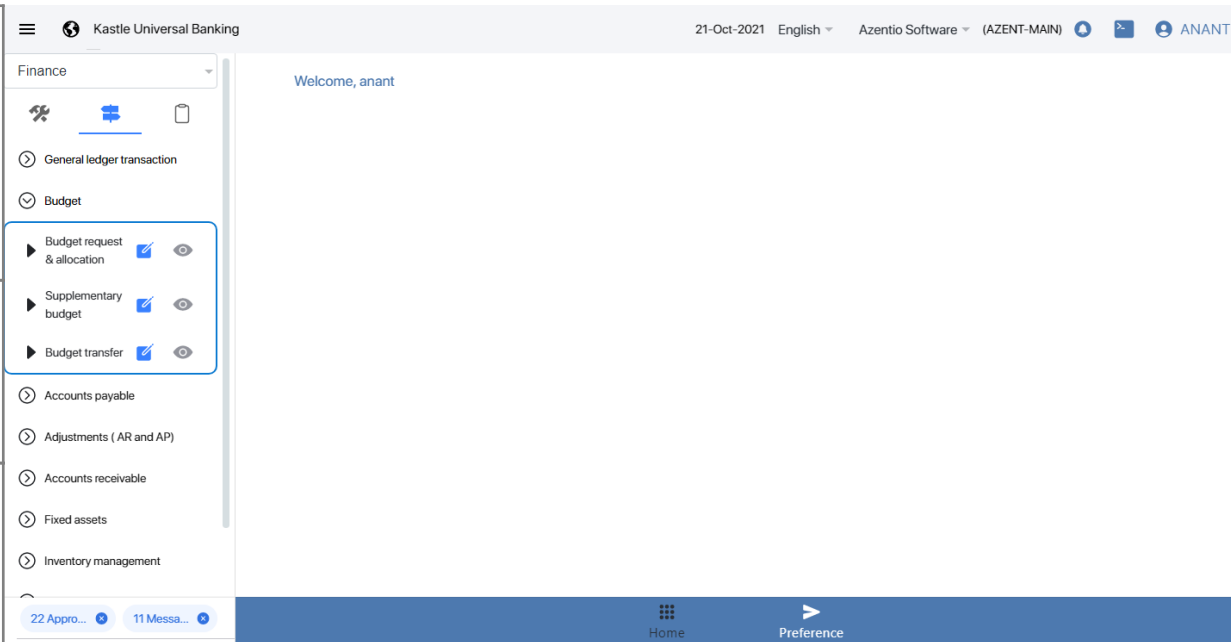 Kastle Universal Banking
21-Oct-2021 English Azentio Software (AZENT-MAIN) ANANT
Finance
Welcome, anant
General ledger transaction
Budget
Budget request
& allocation
Supplementary
budget
Budget transfer
Accounts payable
Adjustments ( AR and AP)
Accounts receivable
Fixed assets
Inventory management
22 Appro... 11 Messa...
Home
Preference